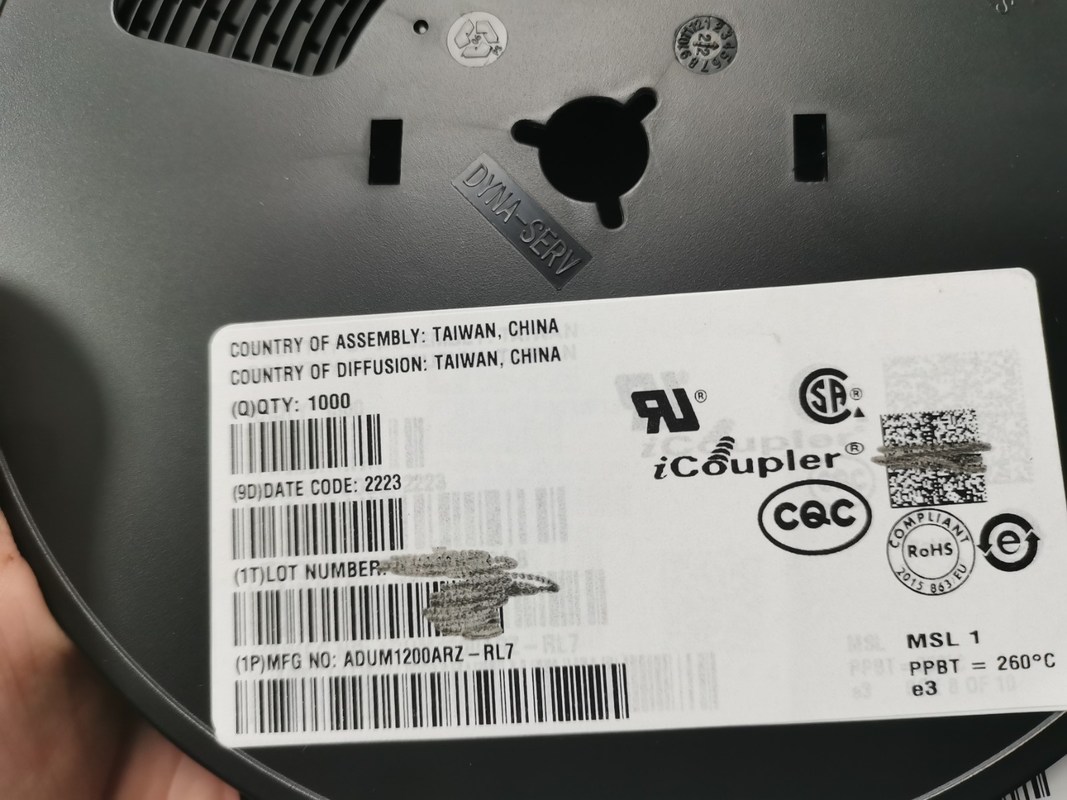 DYNA-SERV
COUNTRY OF ASSEMBLY: TAIWAN, CHINA
COUNTRY OF DIFFUSION: TAIWAN, CHINA
(Q)QTY: 1000
(9D)DATE CODE: 2223
(1T)LOT NUMBER:
(1P)MFG NO: ADUM1200ARZ-RL7
RU®
SA®
iCoupler®
CQC
COMPLIANT
RoHS
2015 863.EU
e
MSL 1
PPBT = 260°C
e3